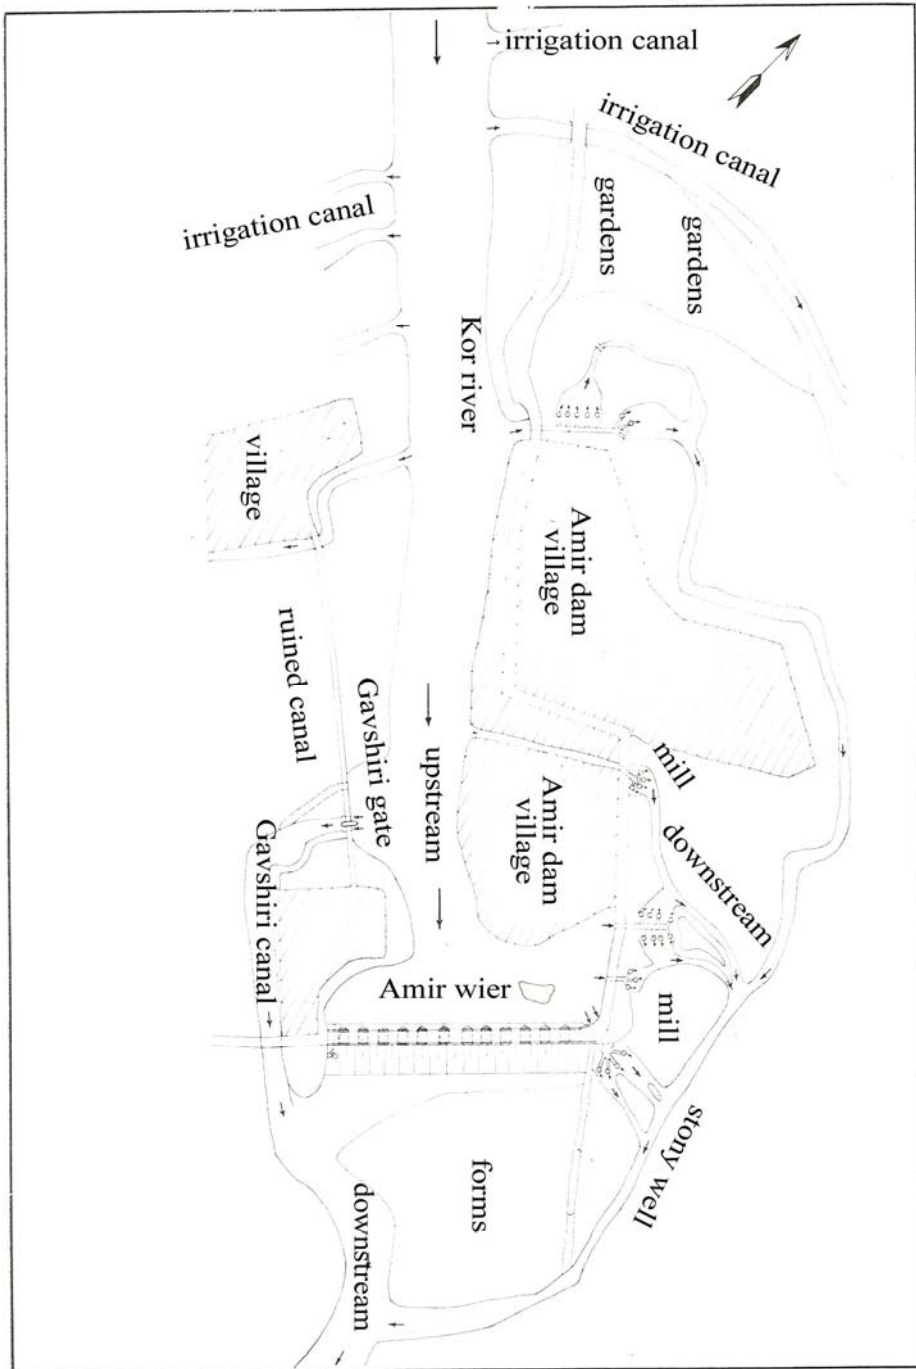 irrigation canal
irrigation canal
irrigation canal
gardens
gardens
Kor river
village
Amir dam
village
ruined canal
Gavshiri gate
upstream
mill
Amir dam
village
downstream
Gavshiri canal
Amir wier
mill
stony well
forms
downstream